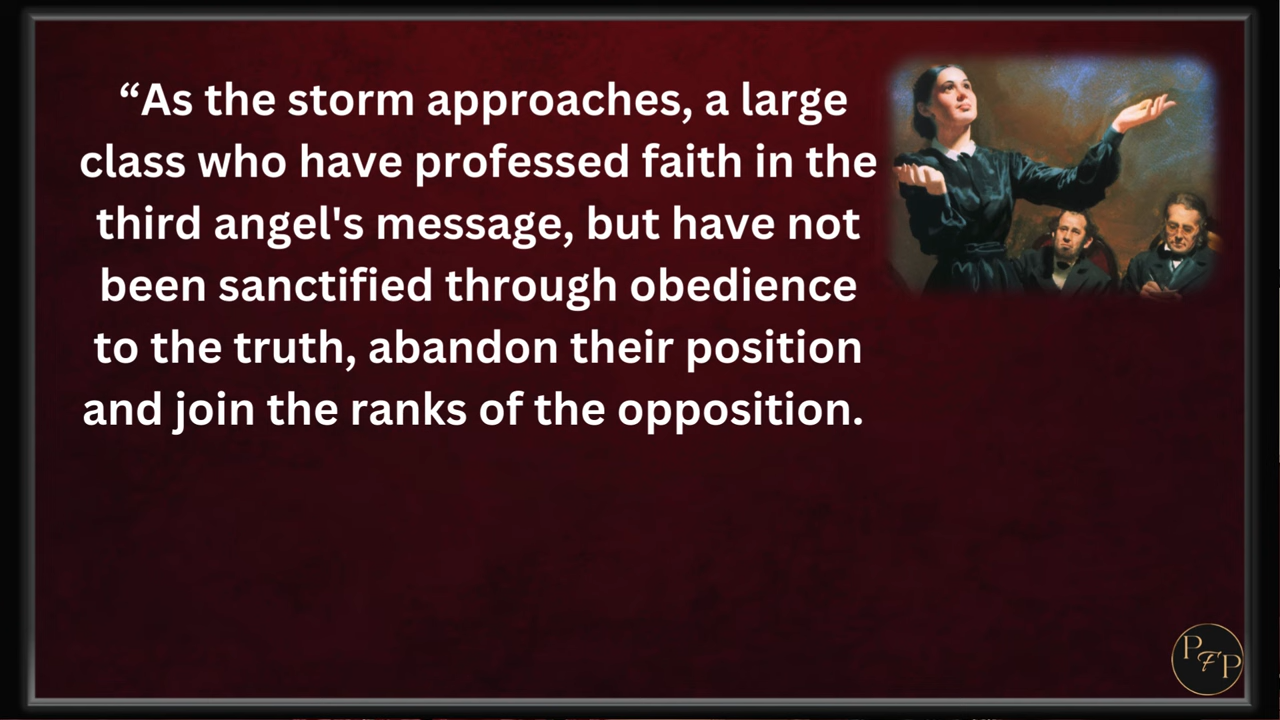 “As the storm approaches, a large
class who have professed faith in the
third angel's message, but have not
been sanctified through obedience
to the truth, abandon their position
and join the ranks of the opposition.
PFP